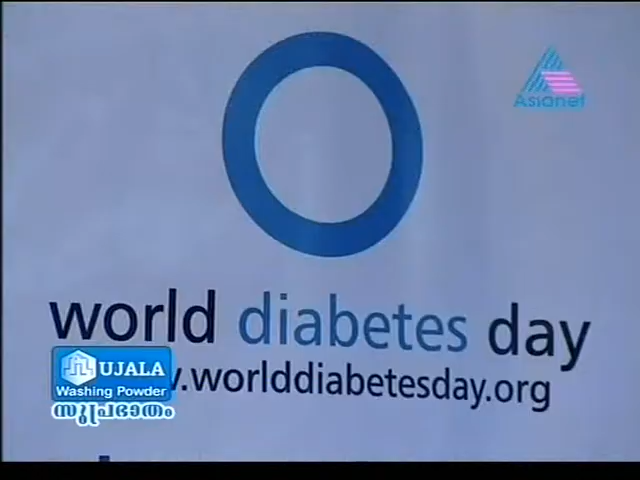 Asianet
world diabetes day
.worlddiabetesday.org
UJALA
Washing Powder
സുപ്രഭാതം